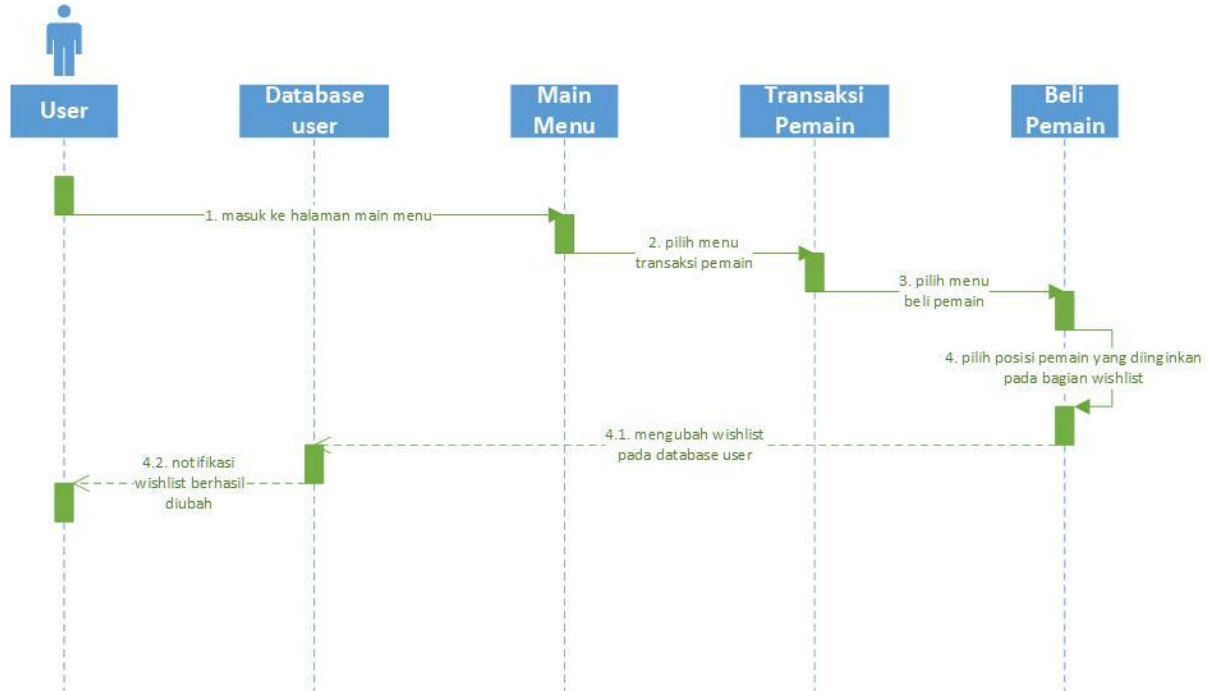 User
Database
user
Main
Menu
Transaksi
Pemain
Beli
Pemain
1. masuk ke halaman main menu
2. pilih menu
transaksi pemain
3. pilih menu
beli pemain
4. pilih posisi pemain yang diinginkan
pada bagian wishlist
4.1. mengubah wishlist
pada database user
4.2. notifikasi
wishlist berhasil
diubah